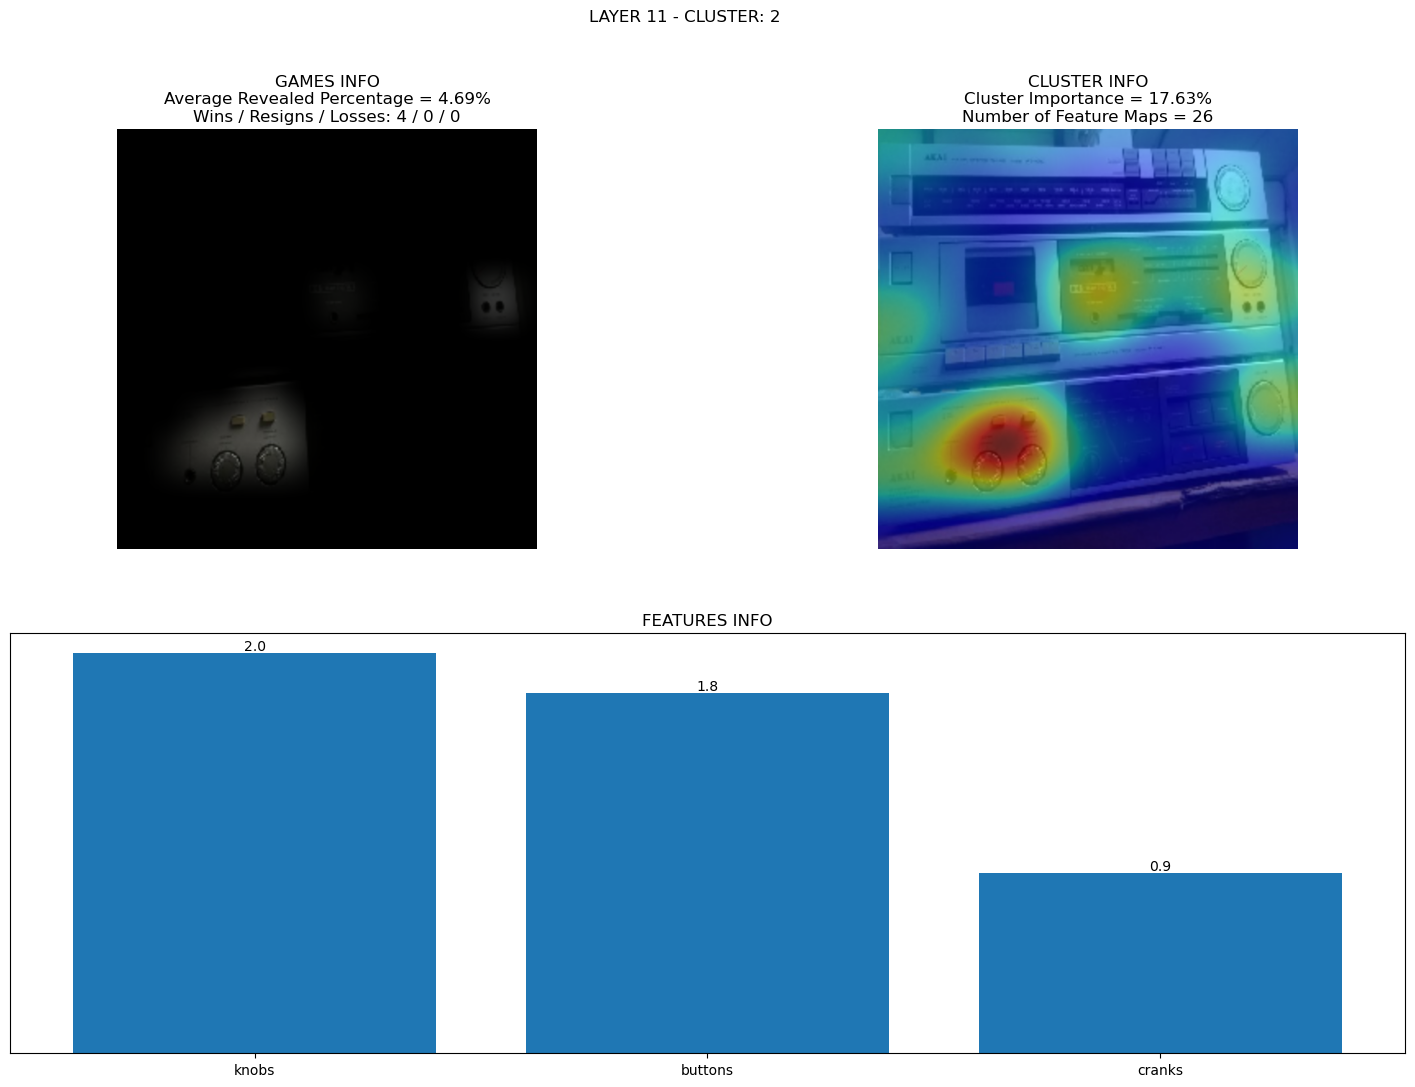 LAYER 11 - CLUSTER: 2
GAMES INFO
Average Revealed Percentage = 4.69%
Wins / Resigns / Losses: 4 / 0 / 0
CLUSTER INFO
Cluster Importance = 17.63%
Number of Feature Maps = 26
AKAI
AKAI
AKAI
FEATURES INFO
2.0
1.8
0.9
knobs
buttons
cranks